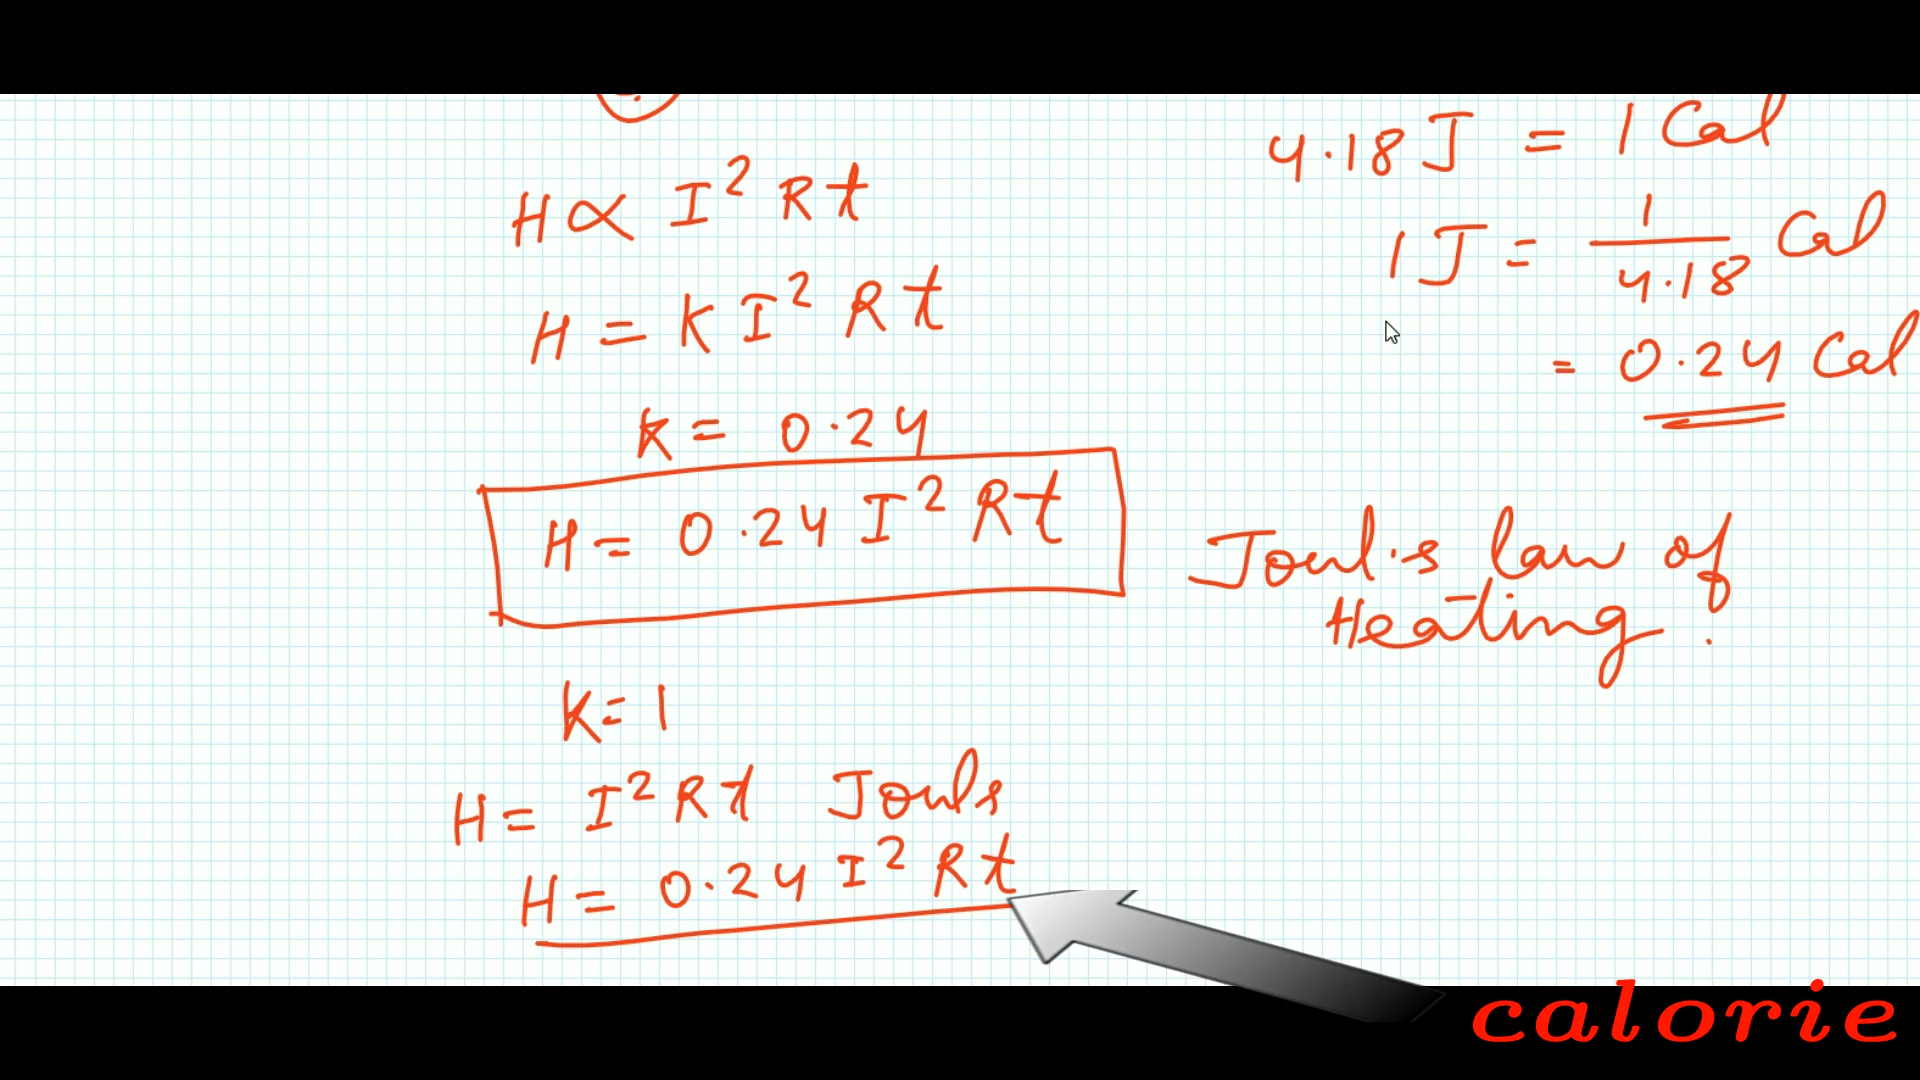 H ∝ I² R t
H = K I² R t
K = 0.24
H = 0.24 I² R t
K = 1
H = I² R t Jouls
H = 0.24 I² R t
4.18 J = 1 Cal
1 J = 1/4.18 Cal
= 0.24 Cal
Joul's law of
Heating.
calorie